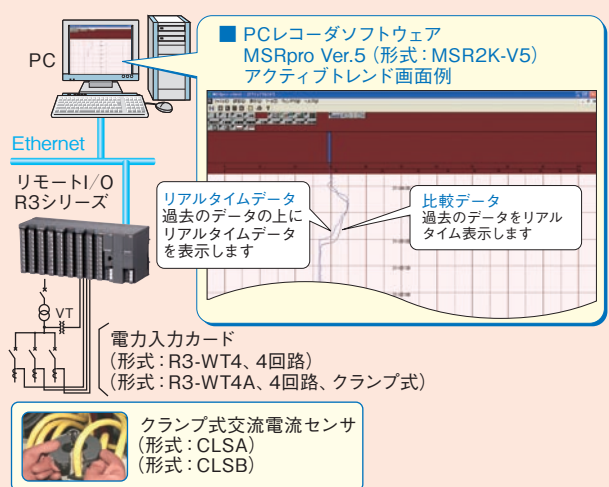 ■ PCレコーダソフトウェア
MSRpro Ver.5（形式：MSR2K-V5）
アクティブトレンド画面例
PC
Ethernet
リモートI/O
R3シリーズ
リアルタイムデータ
過去のデータの上に
リアルタイムデータ
を表示します
比較データ
過去のデータをリアル
タイム表示します
VT
電力入力カード
（形式：R3-WT4、4回路）
（形式：R3-WT4A、4回路、クランプ式）
クランプ式交流電流センサ
（形式：CLSA）
（形式：CLSB）